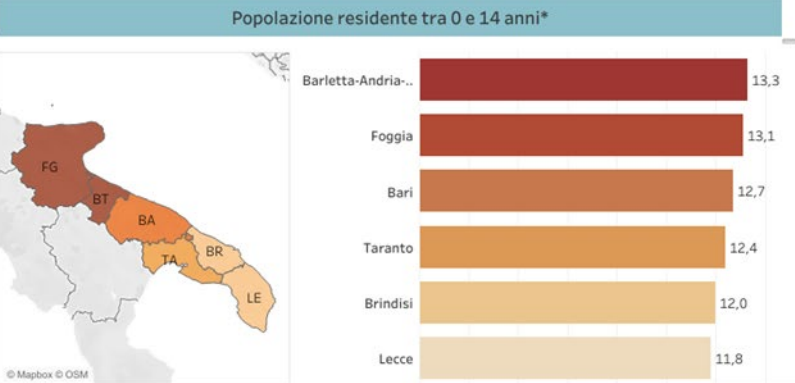 Popolazione residente tra 0 e 14 anni*
FG
BT
BA
BR
TA
LE
© Mapbox © OSM
Barletta-Andria-.. 13,3
Foggia 13,1
Bari 12,7
Taranto 12,4
Brindisi 12,0
Lecce 11,8